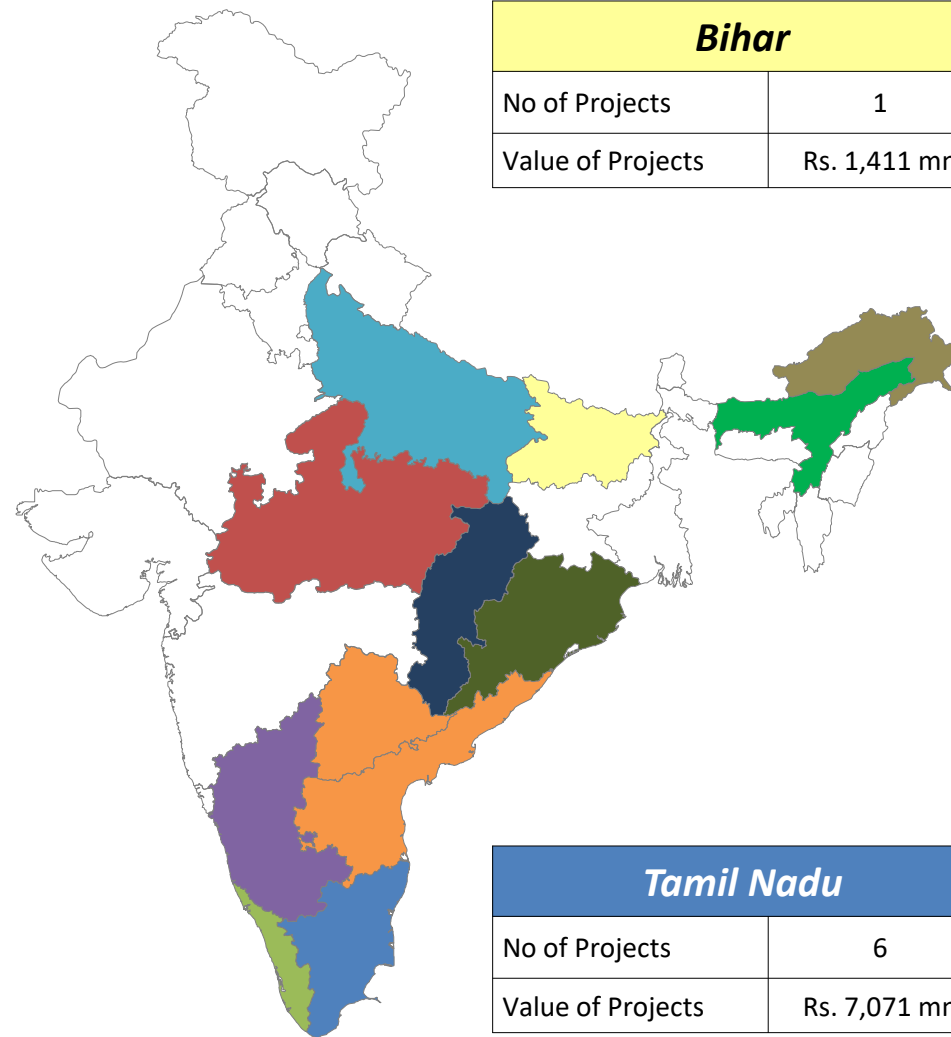 Bihar
No of Projects 1
Value of Projects Rs. 1,411 mn
Tamil Nadu
No of Projects 6
Value of Projects Rs. 7,071 mn